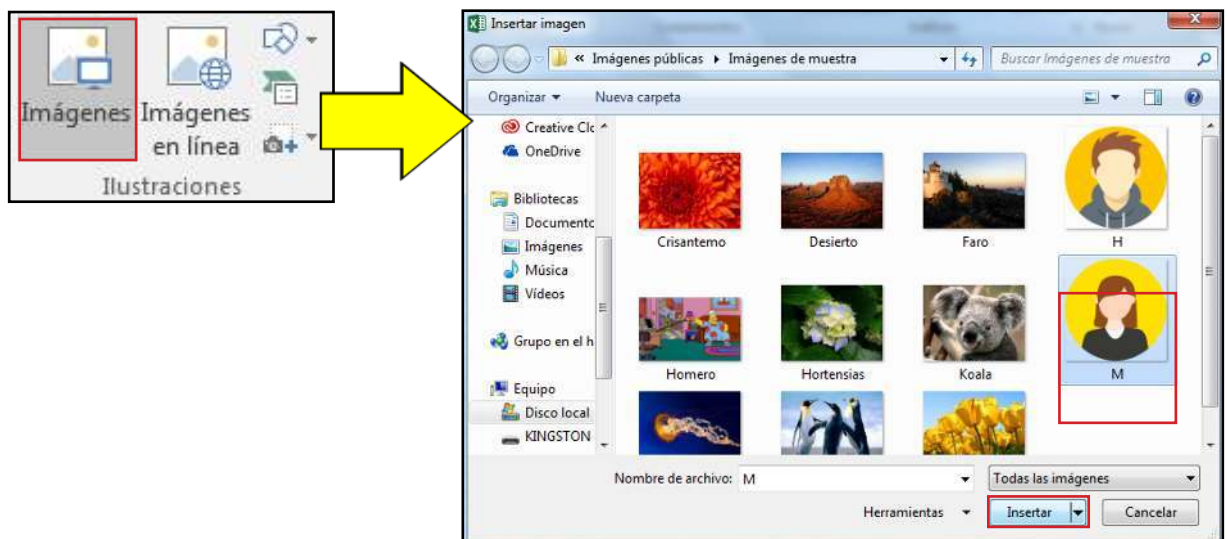 Imágenes
Imágenes
en línea
Ilustraciones
Insertar imagen
« Imágenes públicas ▸ Imágenes de muestra
Buscar Imágenes de muestra
Organizar
Nueva carpeta
Creative Clc
OneDrive
Bibliotecas
Documento
Imágenes
Música
Vídeos
Grupo en el h
Equipo
Disco local
KINGSTON
Crisantemo
Desierto
Faro
H
Homero
Hortensias
Koala
M
Nombre de archivo: M
Todas las imágenes
Herramientas
Insertar
Cancelar